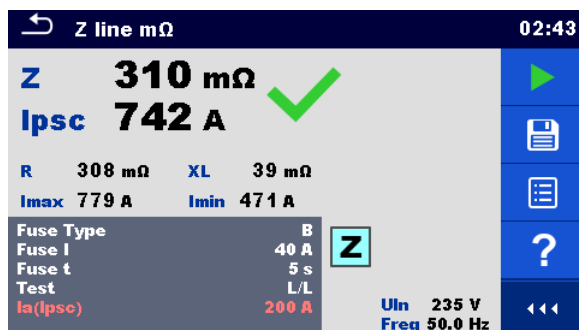 Z line mΩ 02:43
Z 310 mΩ
Ipsc 742 A
R 308 mΩ XL 39 mΩ
Imax 779 A Imin 471 A
Fuse Type B
Fuse I 40 A
Z
Fuse t 5 s
Test L/L
Ia(Ipsc) 200 A
Uln 235 V
Freq 50.0 Hz
?